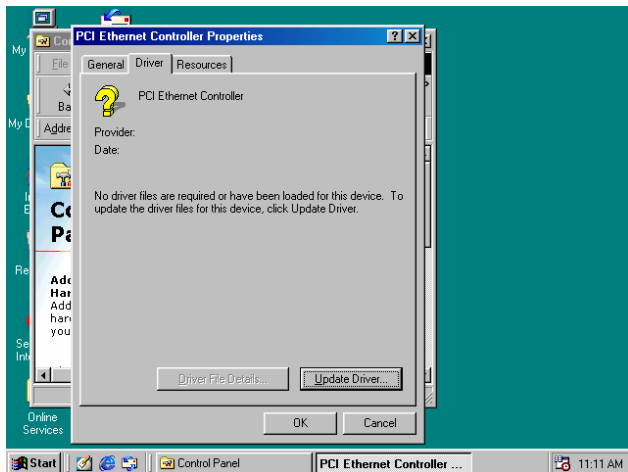 PCI Ethernet Controller Properties
My
Co
File
General Driver Resources
Ba
PCI Ethernet Controller
My D
Addre
Provider:
Date:
No driver files are required or have been loaded for this device. To
update the driver files for this device, click Update Driver.
I
E
Co
Pa
Re
Add
Har
Add
hard
you
Se
Int
Driver File Details...
Update Driver...
OK
Cancel
Online
Services
Start
Control Panel
PCI Ethernet Controller ...
11:11 AM